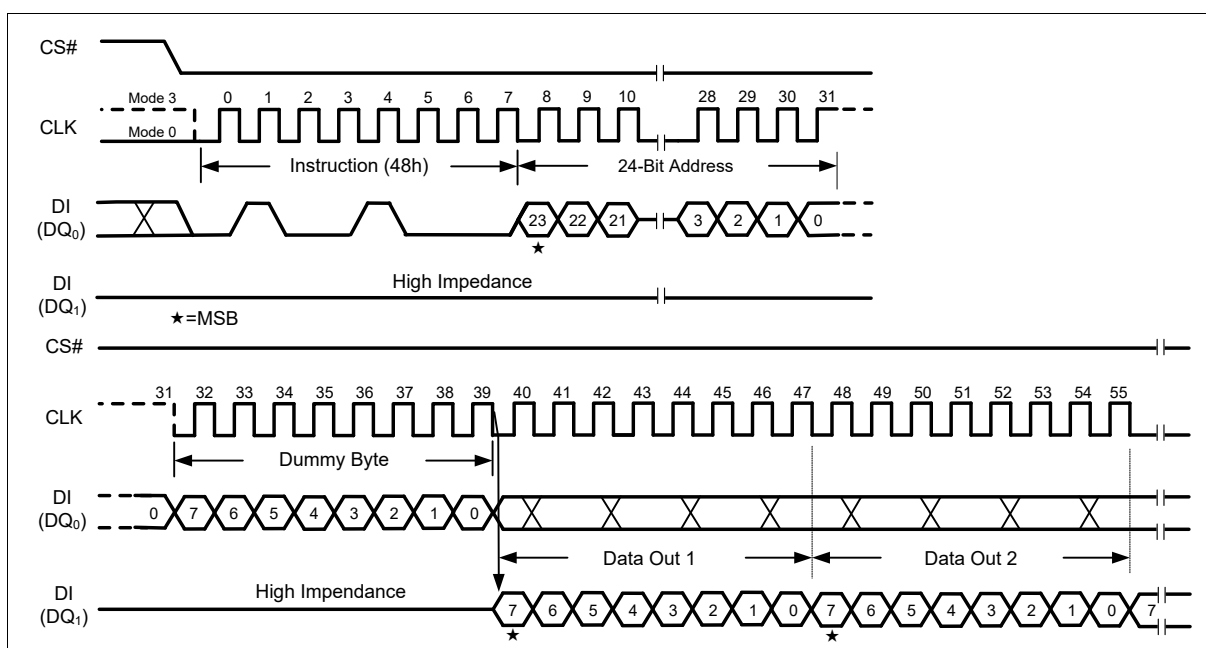 CS#
Mode 3
0 1 2 3 4 5 6 7 8 9 10 28 29 30 31
CLK
Mode 0
Instruction (48h)
24-Bit Address
DI
(DQ0)
23 22 21 3 2 1 0
★
High Impedance
DI
(DQ1)
★=MSB
CS#
31 32 33 34 35 36 37 38 39 40 41 42 43 44 45 46 47 48 49 50 51 52 53 54 55
CLK
Dummy Byte
DI
(DQ0)
0 7 6 5 4 3 2 1 0
Data Out 1
Data Out 2
High Impendance
DI
(DQ1)
7 6 5 4 3 2 1 0 7 6 5 4 3 2 1 0 7
★ ★